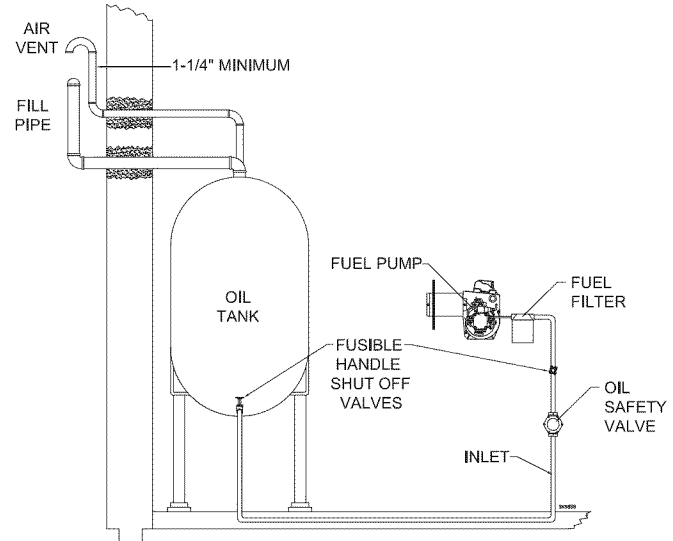 AIR
VENT
1-1/4" MINIMUM
FILL
PIPE
FUEL PUMP
FUEL
FILTER
OIL
TANK
FUSIBLE
HANDLE
SHUT OFF
VALVES
OIL
SAFETY
VALVE
INLET